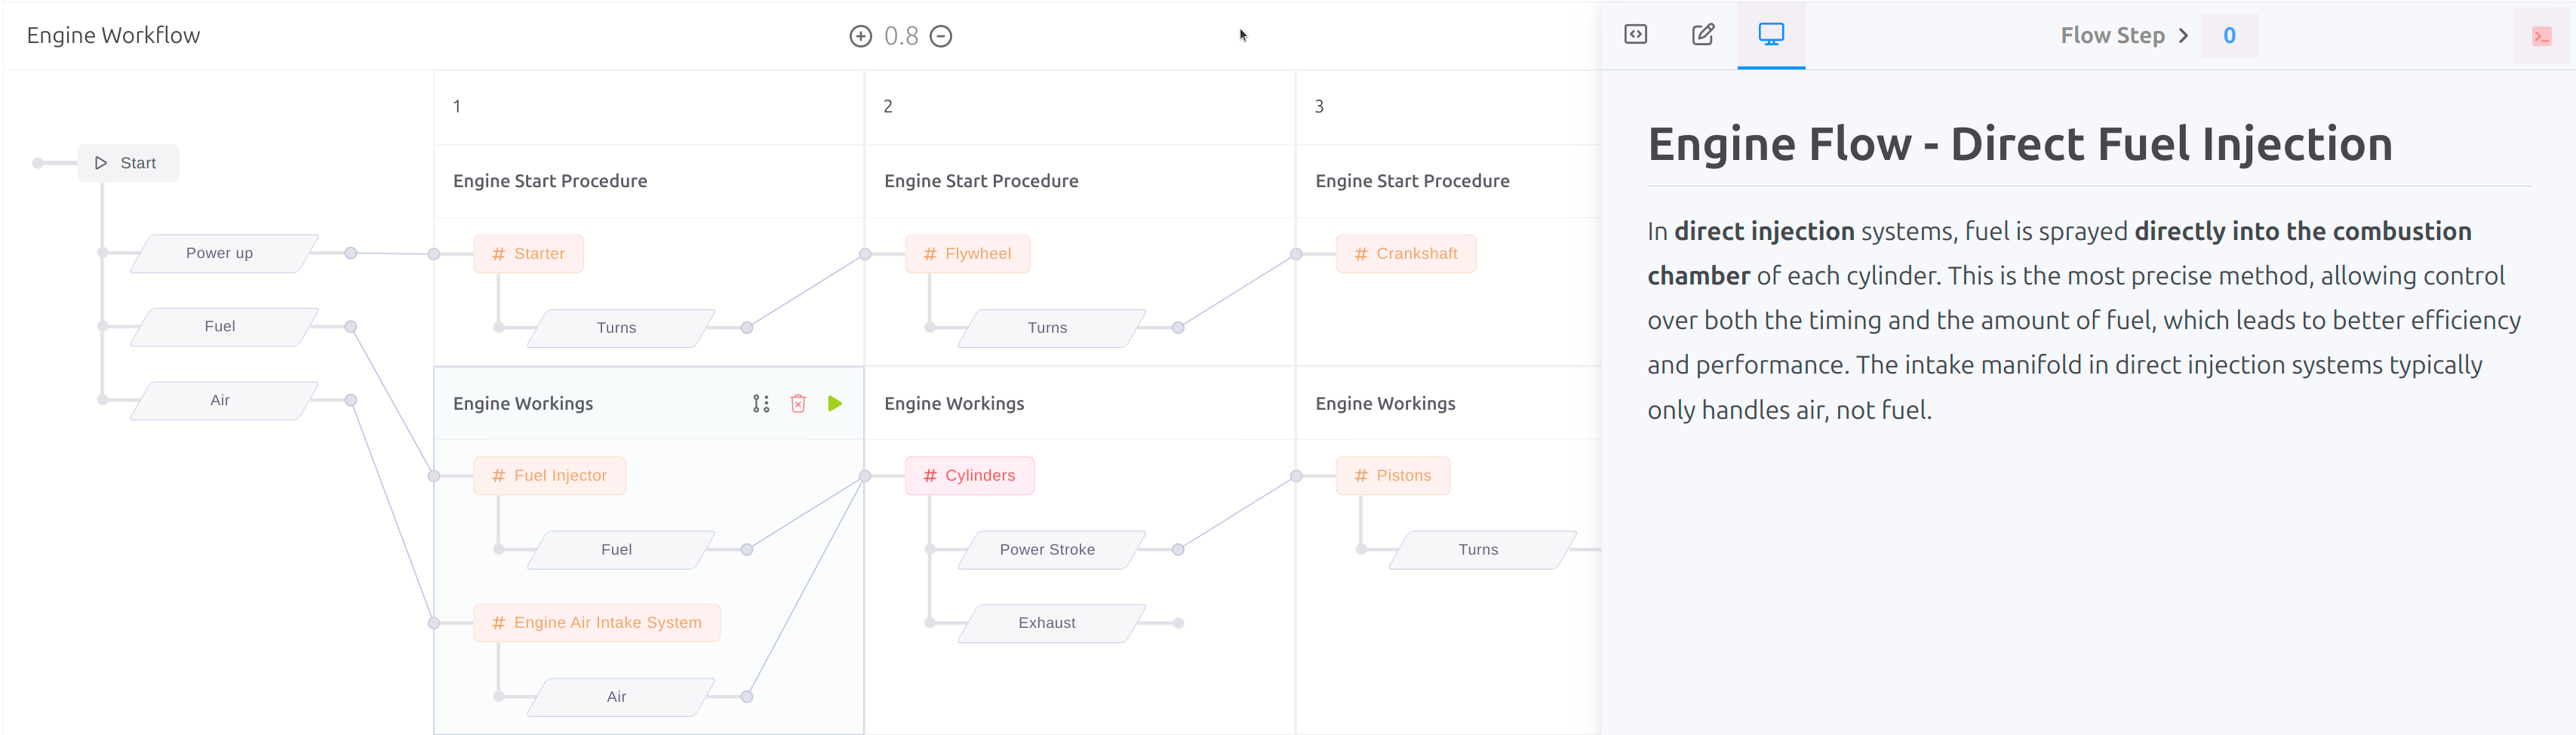 Engine Workflow
0.8
Flow Step
0
1
2
3
Start
Engine Start Procedure
Engine Start Procedure
Engine Start Procedure
Power up
# Starter
# Flywheel
# Crankshaft
Fuel
Turns
Turns
Air
Engine Workings
Engine Workings
Engine Workings
# Fuel Injector
# Cylinders
# Pistons
Fuel
Power Stroke
Turns
# Engine Air Intake System
Exhaust
Air
Engine Flow - Direct Fuel Injection
In direct injection systems, fuel is sprayed directly into the combustion
chamber of each cylinder. This is the most precise method, allowing control
over both the timing and the amount of fuel, which leads to better efficiency
and performance. The intake manifold in direct injection systems typically
only handles air, not fuel.